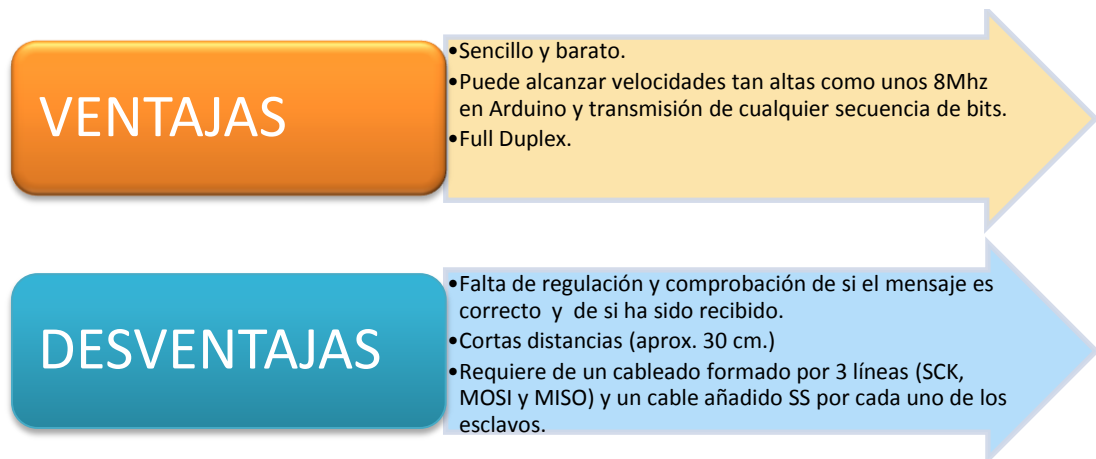 VENTAJAS
•Sencillo y barato.
•Puede alcanzar velocidades tan altas como unos 8Mhz
en Arduino y transmisión de cualquier secuencia de bits.
•Full Duplex.
DESVENTAJAS
•Falta de regulación y comprobación de si el mensaje es
correcto y de si ha sido recibido.
•Cortas distancias (aprox. 30 cm.)
•Requiere de un cableado formado por 3 líneas (SCK,
MOSI y MISO) y un cable añadido SS por cada uno de los
esclavos.